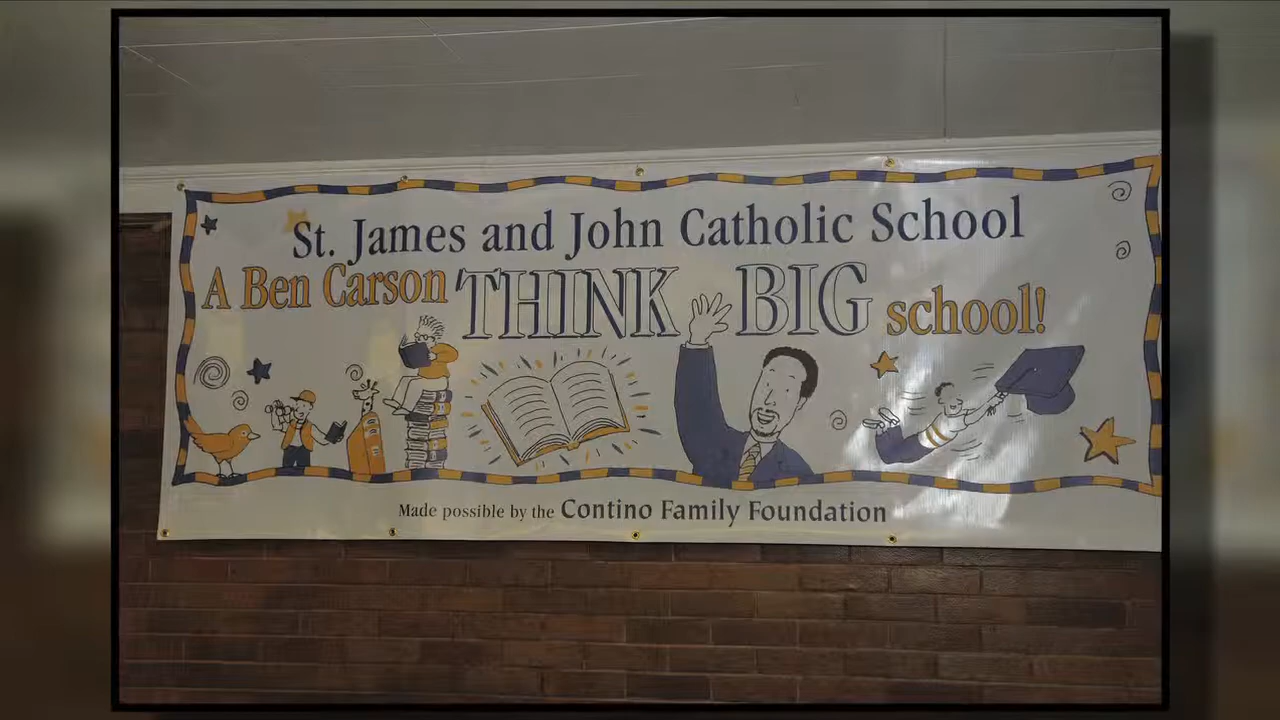 St. James and John Catholic School
A Ben Carson THINK BIG school!
Made possible by the Contino Family Foundation